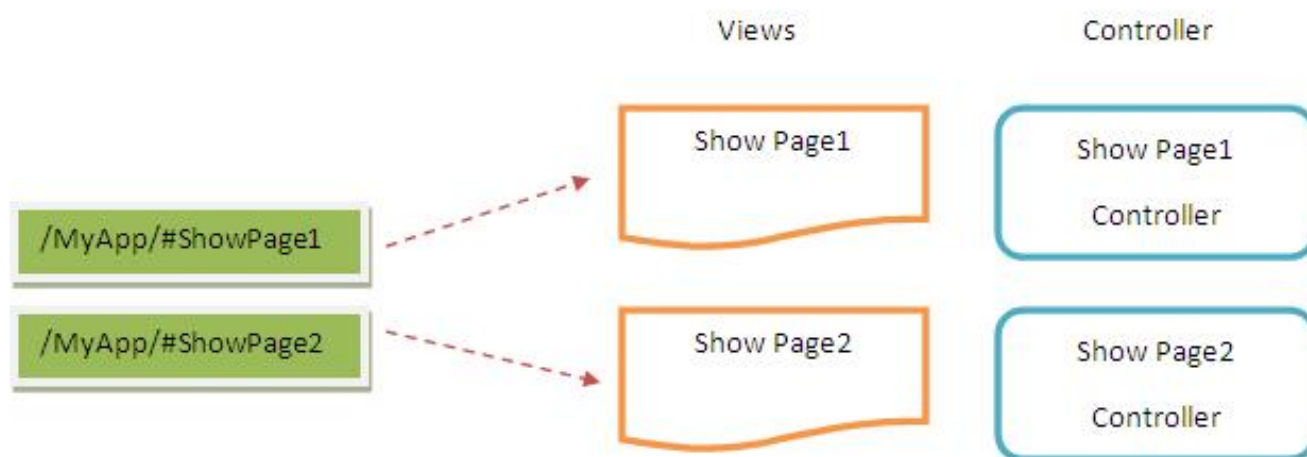 Views
Controller
Show Page1
Show Page1
Controller
/MyApp/#ShowPage1
/MyApp/#ShowPage2
Show Page2
Show Page2
Controller